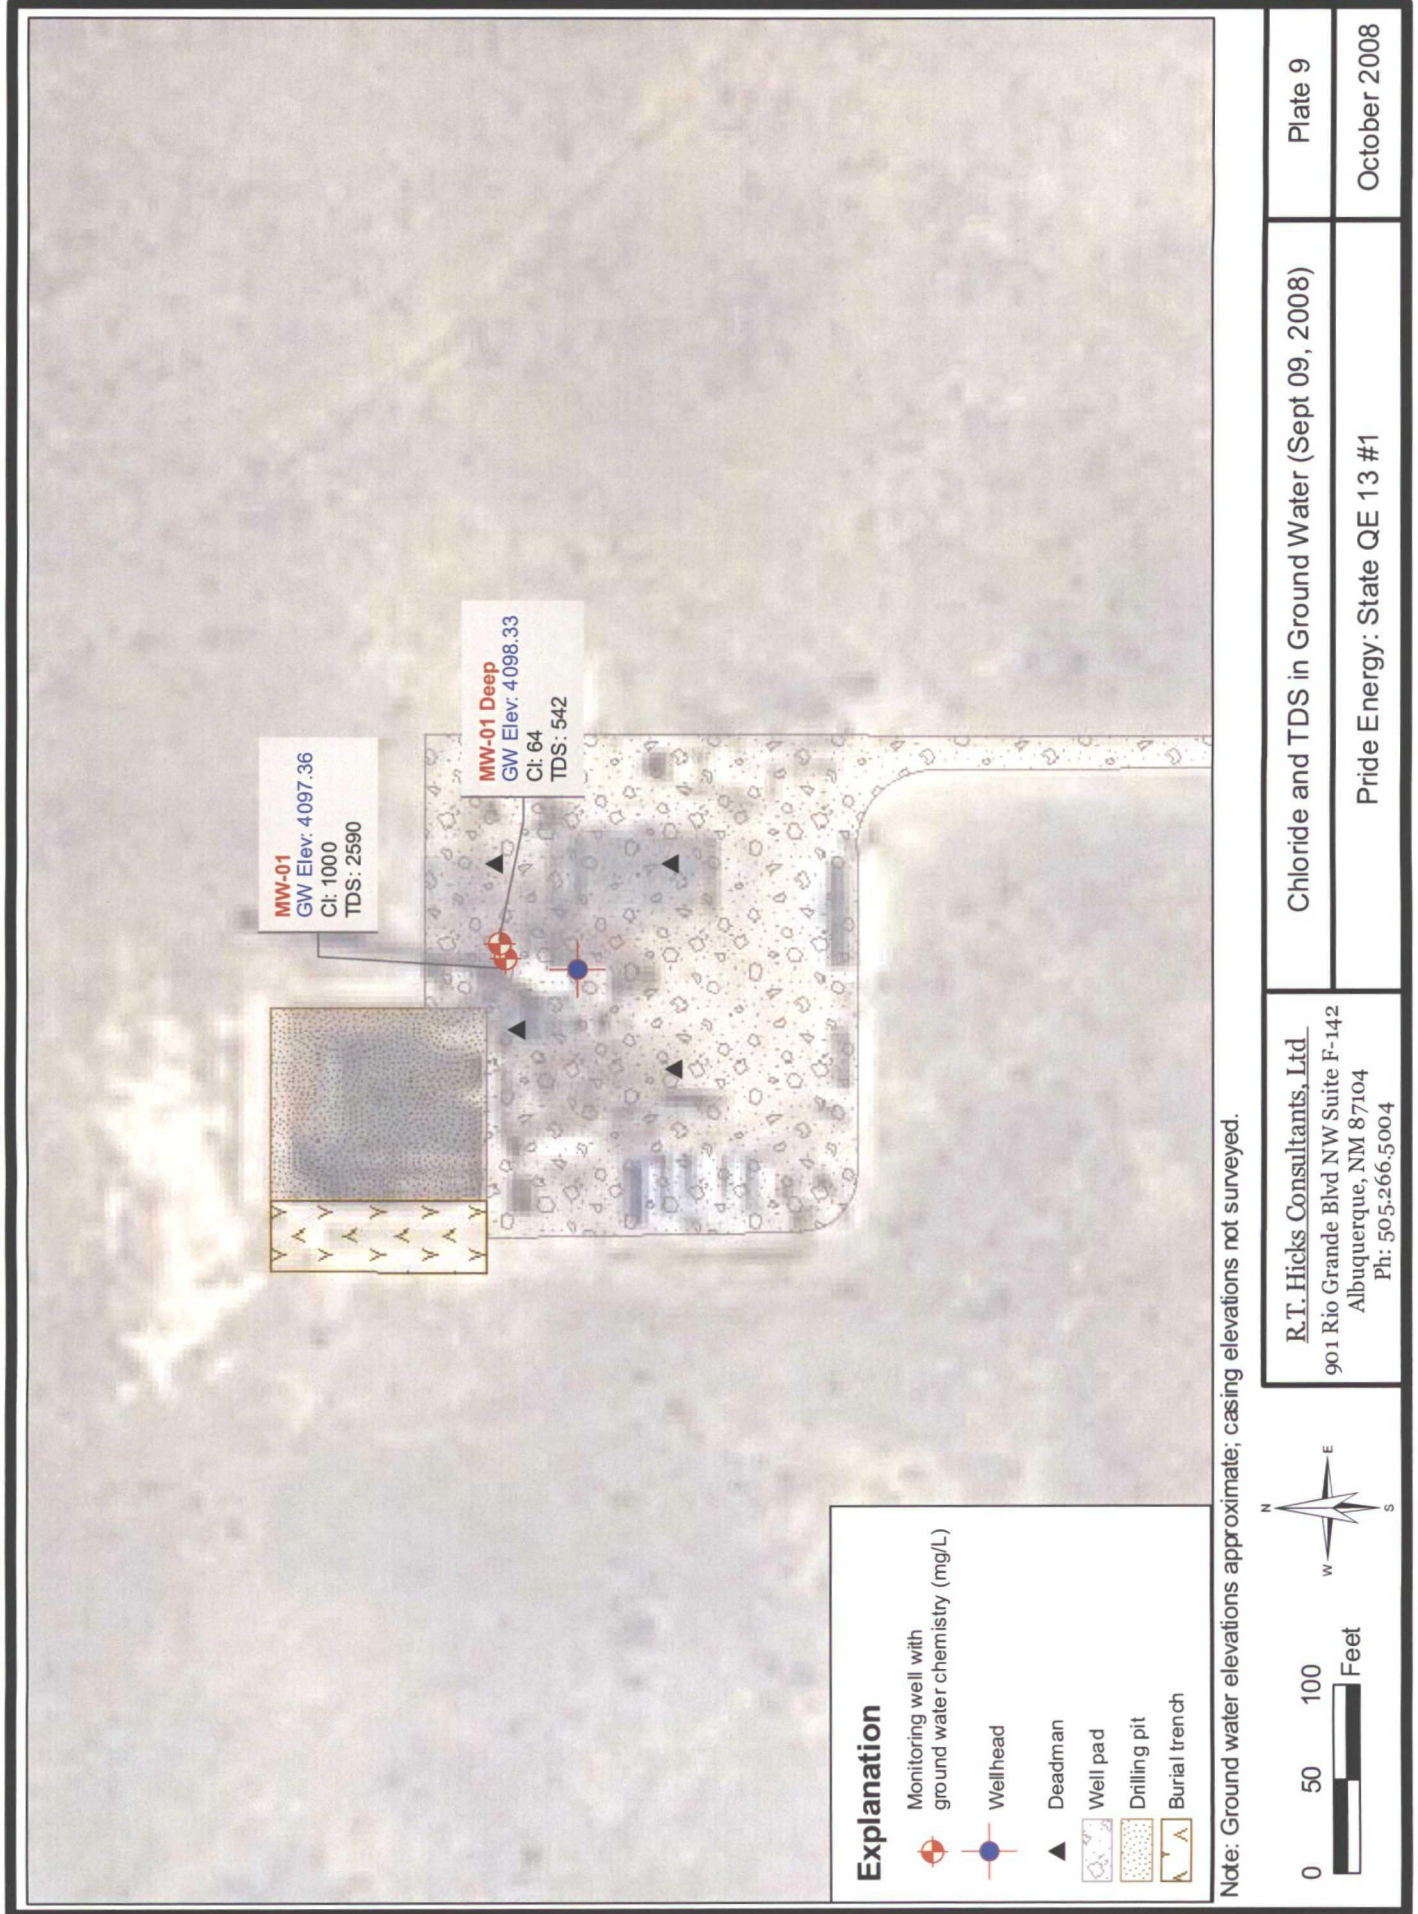 MW-01
GW Elev: 4097.36
Cl: 1000
TDS: 2590
MW-01 Deep
GW Elev: 4098.33
Cl: 64
TDS: 542
Explanation
Monitoring well with
ground water chemistry (mg/L)
Wellhead
Deadman
Well pad
Drilling pit
Burial trench
Note: Ground water elevations approximate; casing elevations not surveyed.
0 50 100
Feet
N
W E
S
R.T. Hicks Consultants, Ltd
901 Rio Grande Blvd NW Suite F-142
Albuquerque, NM 87104
Ph: 505.266.5004
Chloride and TDS in Ground Water (Sept 09, 2008)
Pride Energy: State QE 13 #1
Plate 9
October 2008